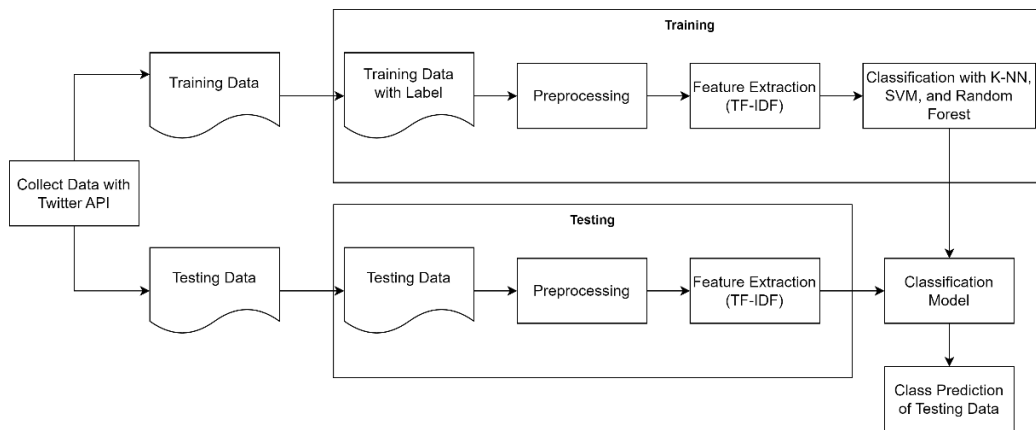 Training
Training Data
Training Data
with Label
Preprocessing
Feature Extraction
(TF-IDF)
Classification with K-NN,
SVM, and Random
Forest
Collect Data with
Twitter API
Testing
Testing Data
Testing Data
Preprocessing
Feature Extraction
(TF-IDF)
Classification
Model
Class Prediction
of Testing Data